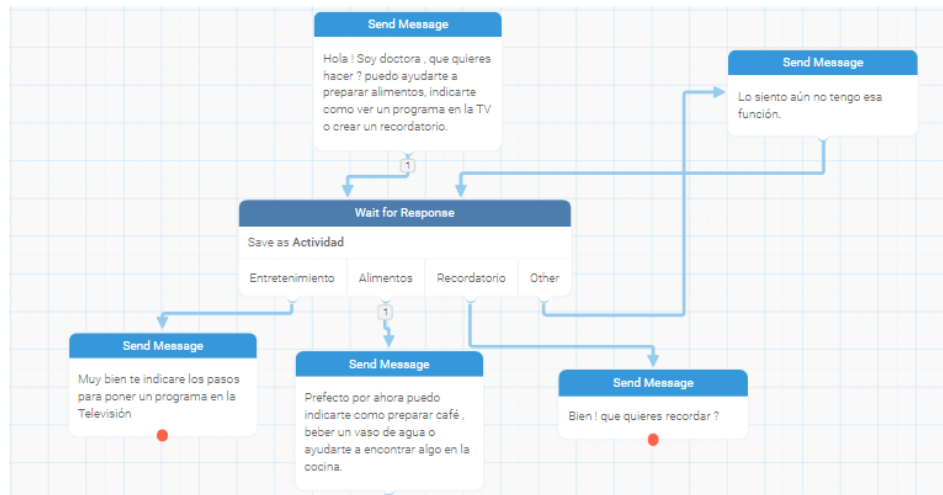 Send Message
Hola ! Soy doctora , que quieres
hacer ? puedo ayudarte a
preparar alimentos, indicarte
como ver un programa en la TV
o crear un recordatorio.
Send Message
Lo siento aún no tengo esa
función.
1
Wait for Response
Save as Actividad
Entretenimiento
Alimentos
Recordatorio
Other
1
Send Message
Muy bien te indicare los pasos
para poner un programa en la
Televisión
Send Message
Prefecto por ahora puedo
indicarte como preparar café ,
beber un vaso de agua o
ayudarte a encontrar algo en la
cocina.
Send Message
Bien ! que quieres recordar ?